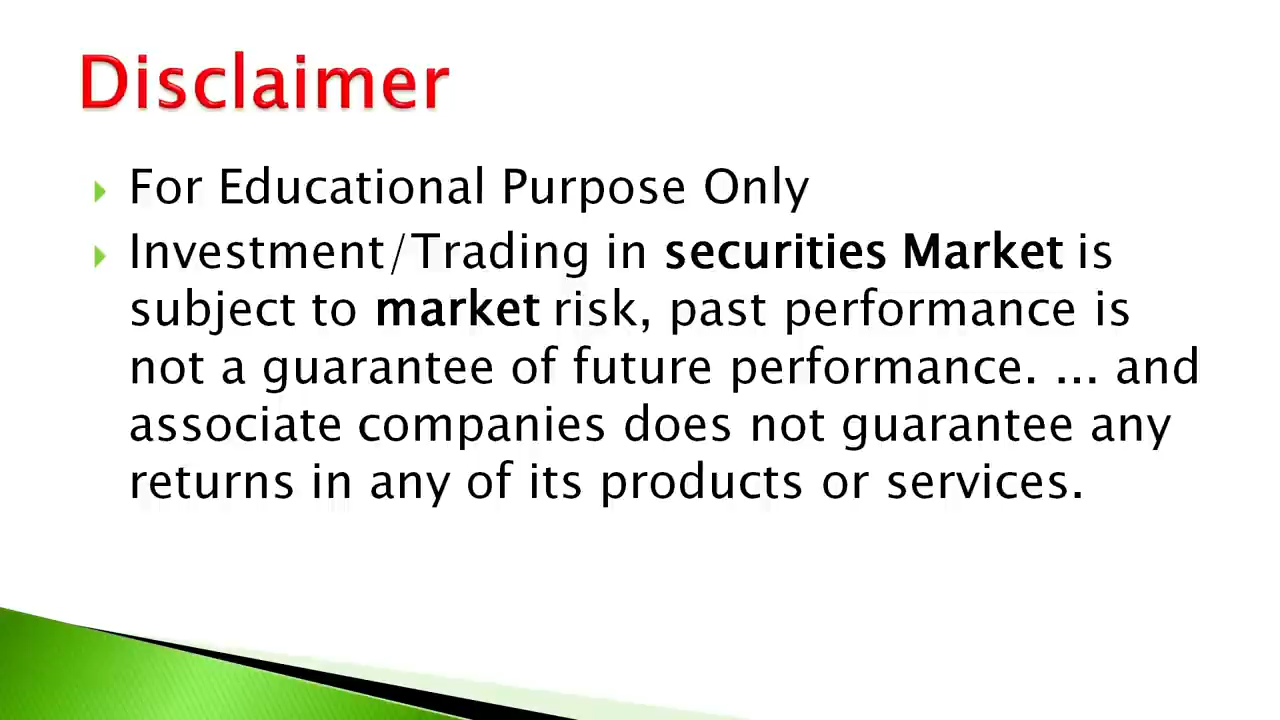 Disclaimer
For Educational Purpose Only
Investment/Trading in securities Market is
subject to market risk, past performance is
not a guarantee of future performance. ... and
associate companies does not guarantee any
returns in any of its products or services.